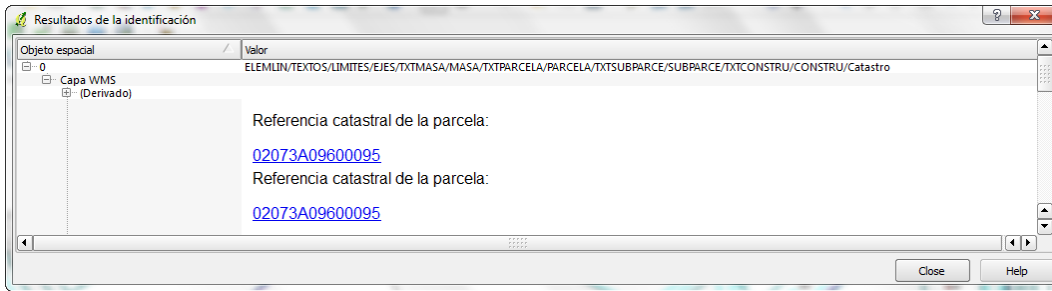 Resultados de la identificación
Objeto espacial Valor
0 ELEMLIN/TEXTOS/LIMITES/EJES/TXTMASA/MASA/TXTPARCELA/PARCELA/TXTSUBPARCE/SUBPARCE/TXTCONSTRU/CONSTRU/Catastro
Capa WMS
(Derivado)
Referencia catastral de la parcela:
02073A09600095
Referencia catastral de la parcela:
02073A09600095
Close Help